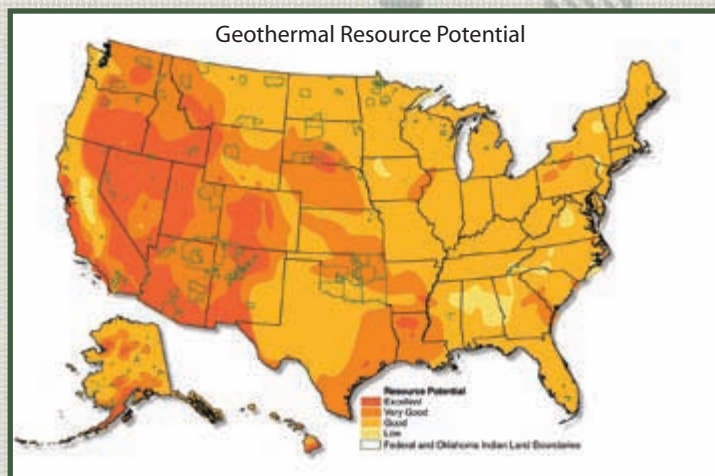 Geothermal Resource Potential
Resource Potential
Excellent
Very Good
Good
Low
Federal and Oklahoma Indian Land Boundaries